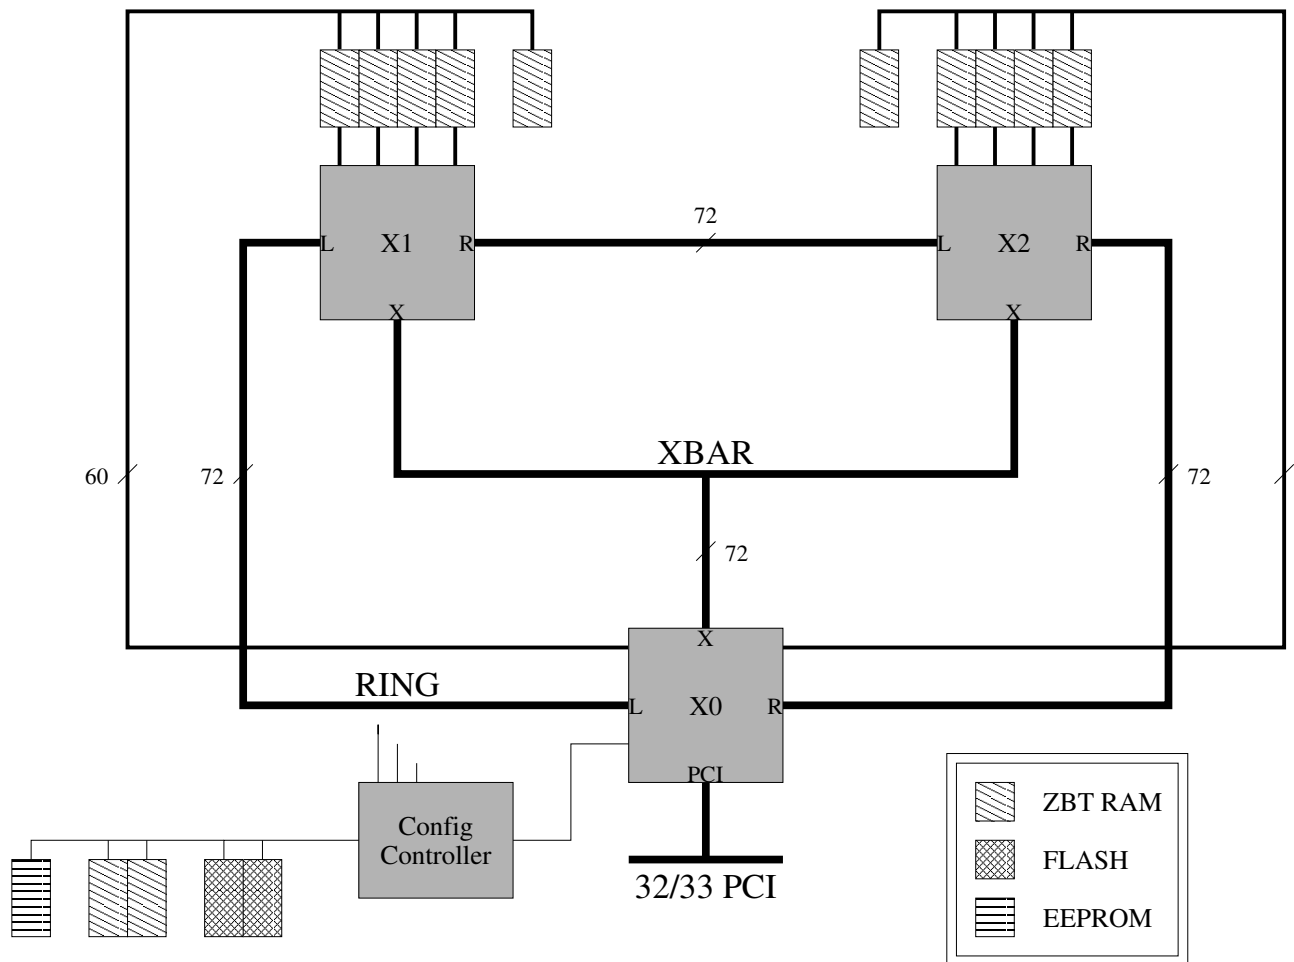 72
L
X1
R
L
X2
R
X
X
XBAR
60
72
72
72
X
RING
L
X0
R
PCI
Config
Controller
32/33 PCI
ZBT RAM
FLASH
EEPROM